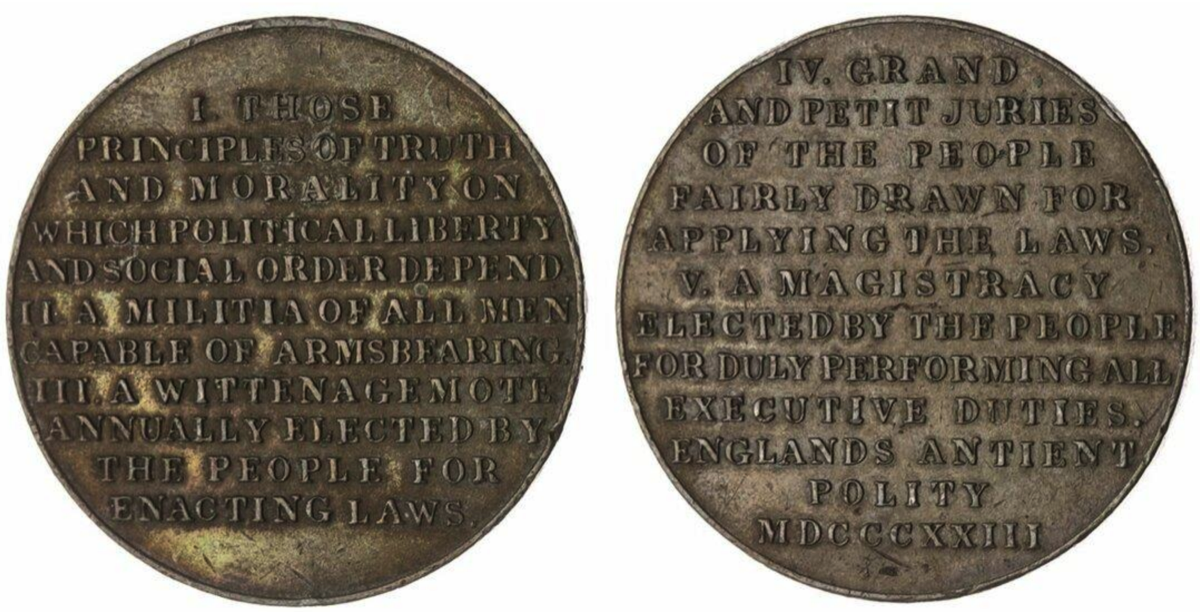 I. THOSE
PRINCIPLES OF TRUTH
AND MORALITY ON
WHICH POLITICAL LIBERTY
AND SOCIAL ORDER DEPEND
II. A MILITIA OF ALL MEN
CAPABLE OF ARMSBEARING.
III. A WITTENAGEMOTE
ANNUALLY ELECTED BY
THE PEOPLE FOR
ENACTING LAWS.
IV. GRAND
AND PETIT JURIES
OF THE PEOPLE
FAIRLY DRAWN FOR
APPLYING THE LAWS.
V. A MAGISTRACY
ELECTED BY THE PEOPLE
FOR DULY PERFORMING ALL
EXECUTIVE DUTIES.
ENGLANDS ANTIENT
POLITY
MDCCCXXIII